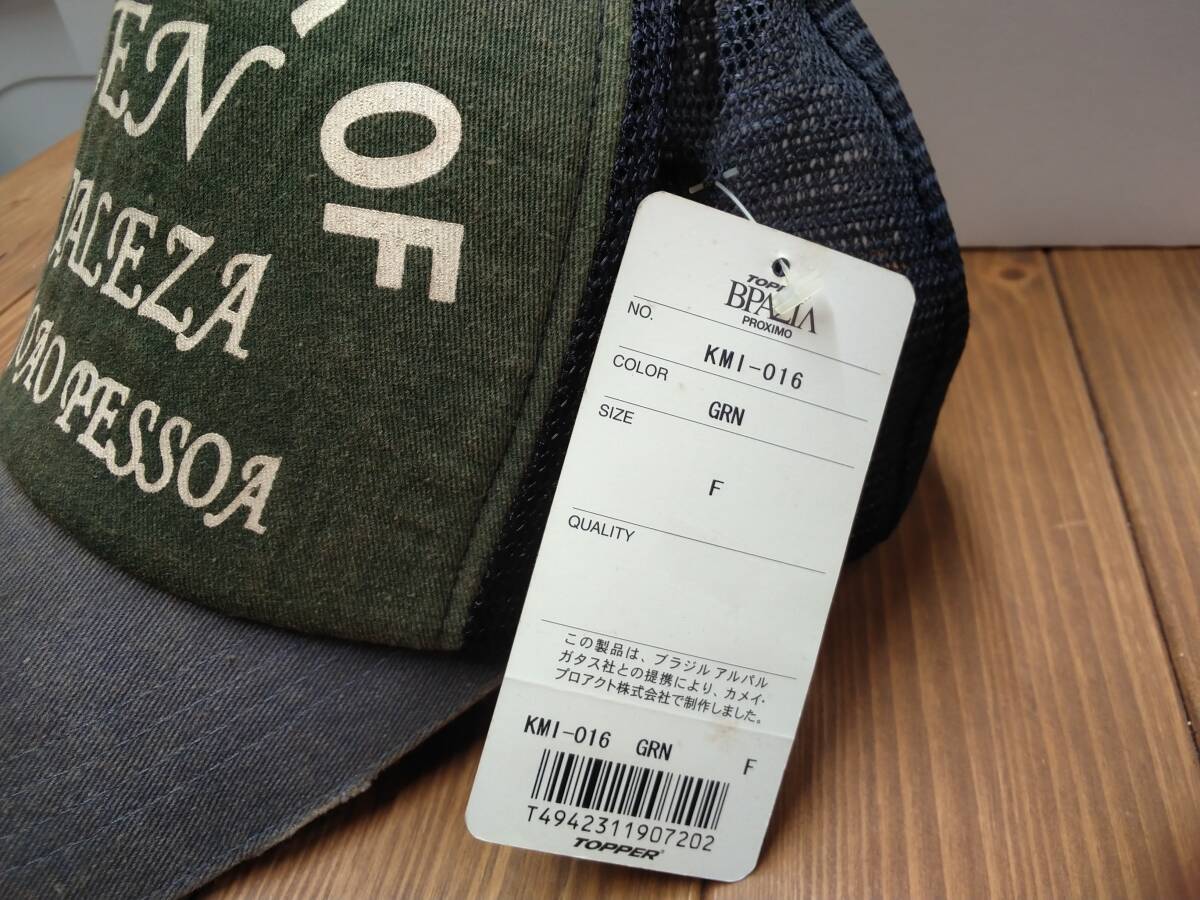 EN
OF
TALEZA
OAO PESSOA
BPAZIA
PROXIMO
NO.
KMI-016
COLOR
GRN
SIZE
F
QUALITY
この製品は、ブラジル アルパル
ガタス社との提携により、カメイ・
プロアクト株式会社で制作しました。
KMI-016 GRN F
T4942311907202
TOPPER